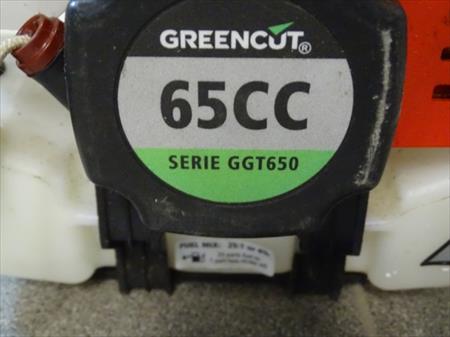 GREENCUT®
65CC
SERIE GGT650
FUEL MIX: 25:1